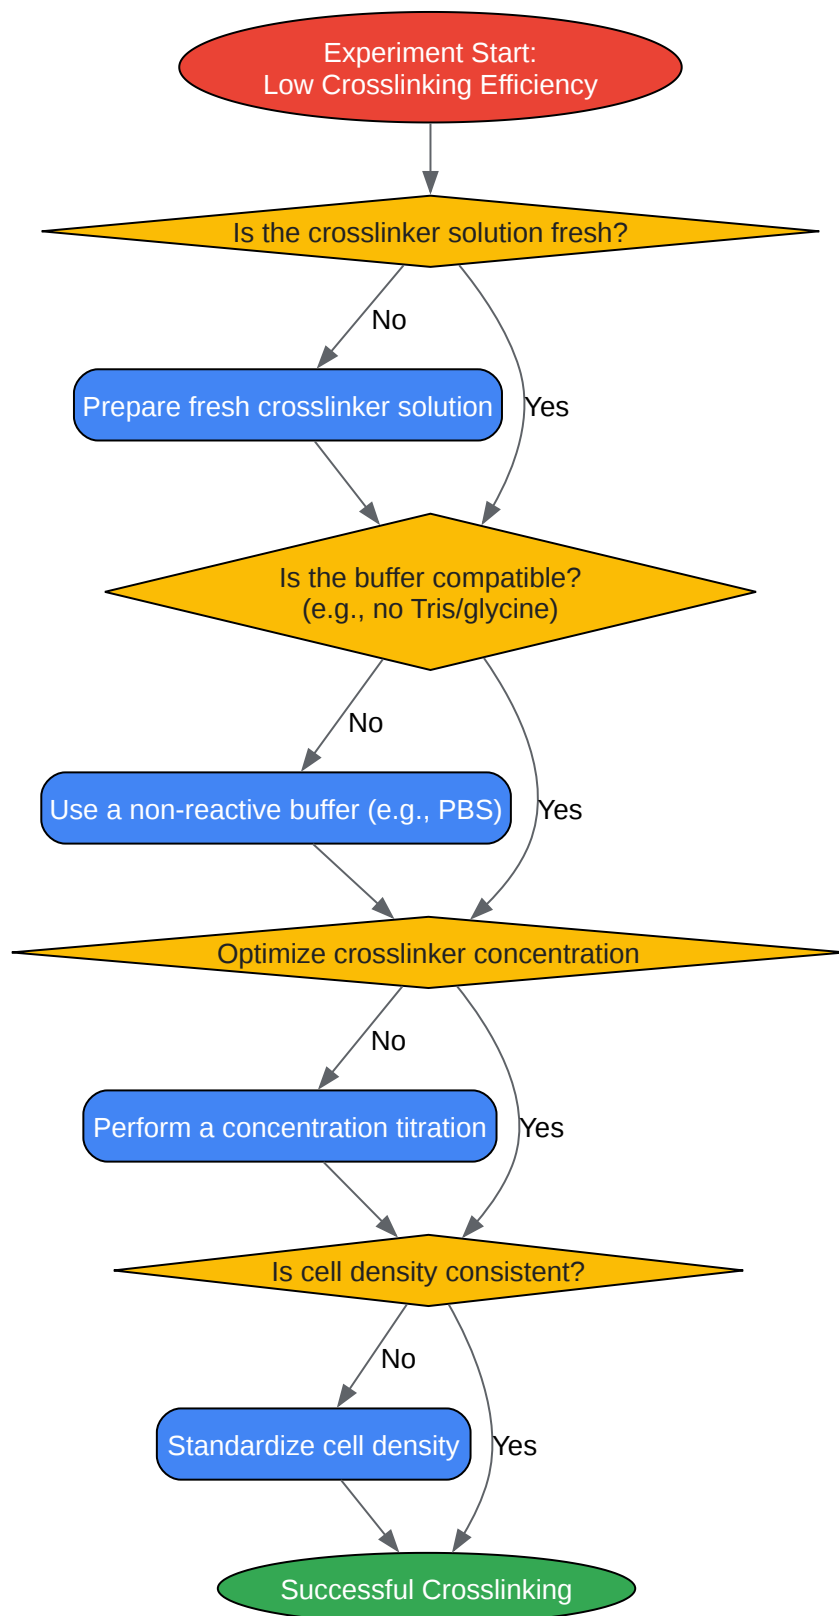 Experiment Start:
Low Crosslinking Efficiency
Is the crosslinker solution fresh?
No
Prepare fresh crosslinker solution
Yes
Is the buffer compatible?
(e.g., no Tris/glycine)
No
Use a non-reactive buffer (e.g., PBS)
Yes
Optimize crosslinker concentration
No
Perform a concentration titration
Yes
Is cell density consistent?
No
Standardize cell density
Yes
Successful Crosslinking